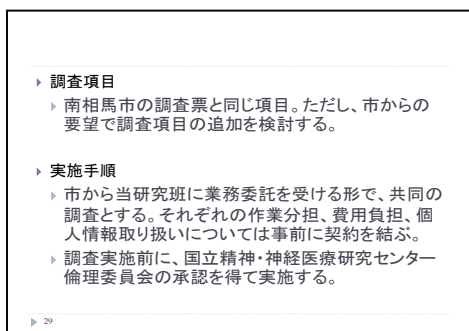 調査項目
南相馬市の調査票と同じ項目。ただし、市からの
要望で調査項目の追加を検討する。
実施手順
市から当研究班に業務委託を受ける形で、共同の
調査とする。それぞれの作業分担、費用負担、個
人情報取り扱いについては事前に契約を結ぶ。
調査実施前に、国立精神・神経医療研究センター
倫理委員会の承認を得て実施する。
29